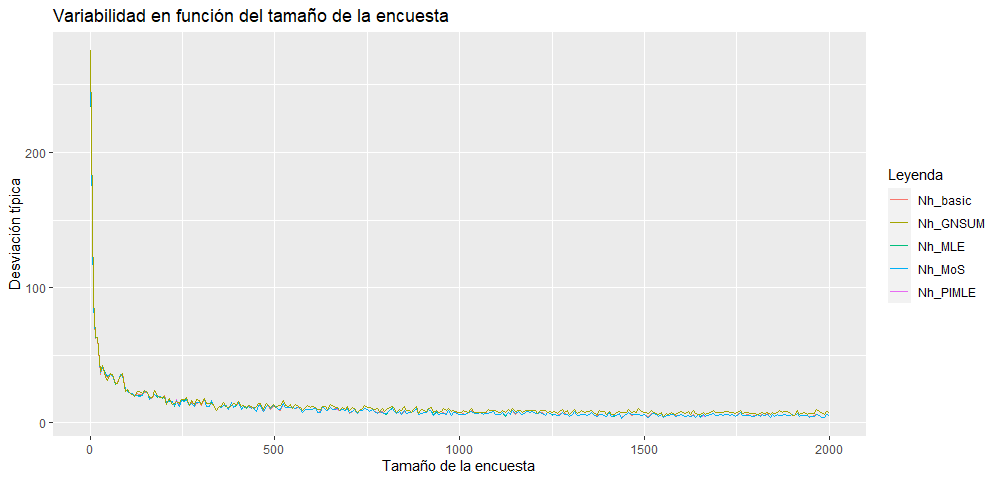 Variabilidad en función del tamaño de la encuesta
Desviación típica
200
100
0
0
500
1000
1500
2000
Tamaño de la encuesta
Leyenda
Nh_basic
Nh_GNSUM
Nh_MLE
Nh_MoS
Nh_PIMLE